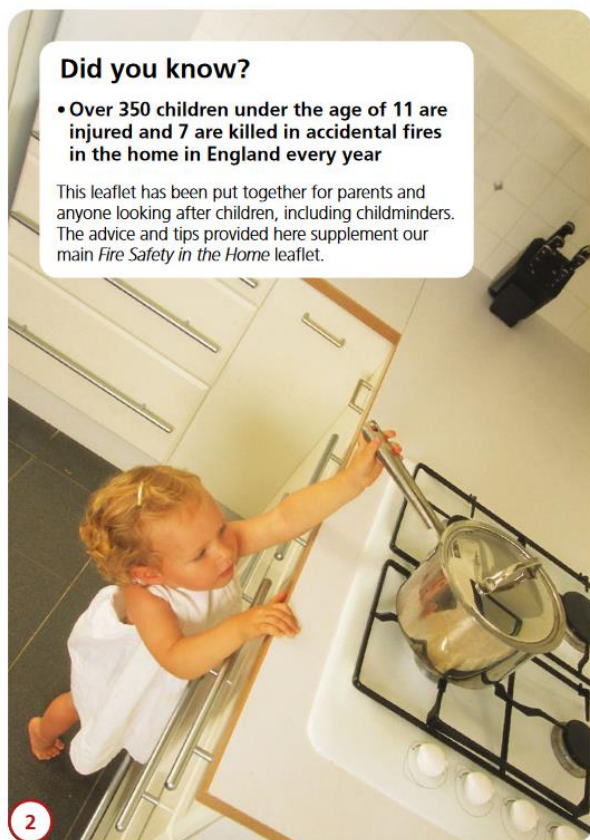 Did you know?
• Over 350 children under the age of 11 are
injured and 7 are killed in accidental fires
in the home in England every year
This leaflet has been put together for parents and
anyone looking after children, including childminders.
The advice and tips provided here supplement our
main Fire Safety in the Home leaflet.
2